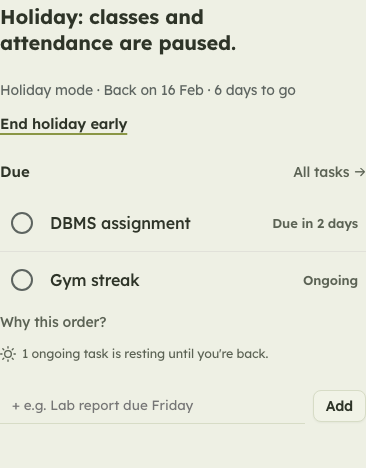 Holiday: classes and
attendance are paused.
Holiday mode · Back on 16 Feb · 6 days to go
End holiday early
Due
All tasks →
DBMS assignment
Due in 2 days
Gym streak
Ongoing
Why this order?
1 ongoing task is resting until you're back.
+ e.g. Lab report due Friday
Add